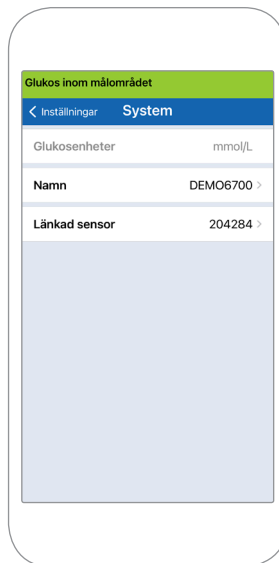 Glukos inom målområdet
Inställningar System
Glukosenheter mmol/L
Namn DEMO6700
Länkad sensor 204284